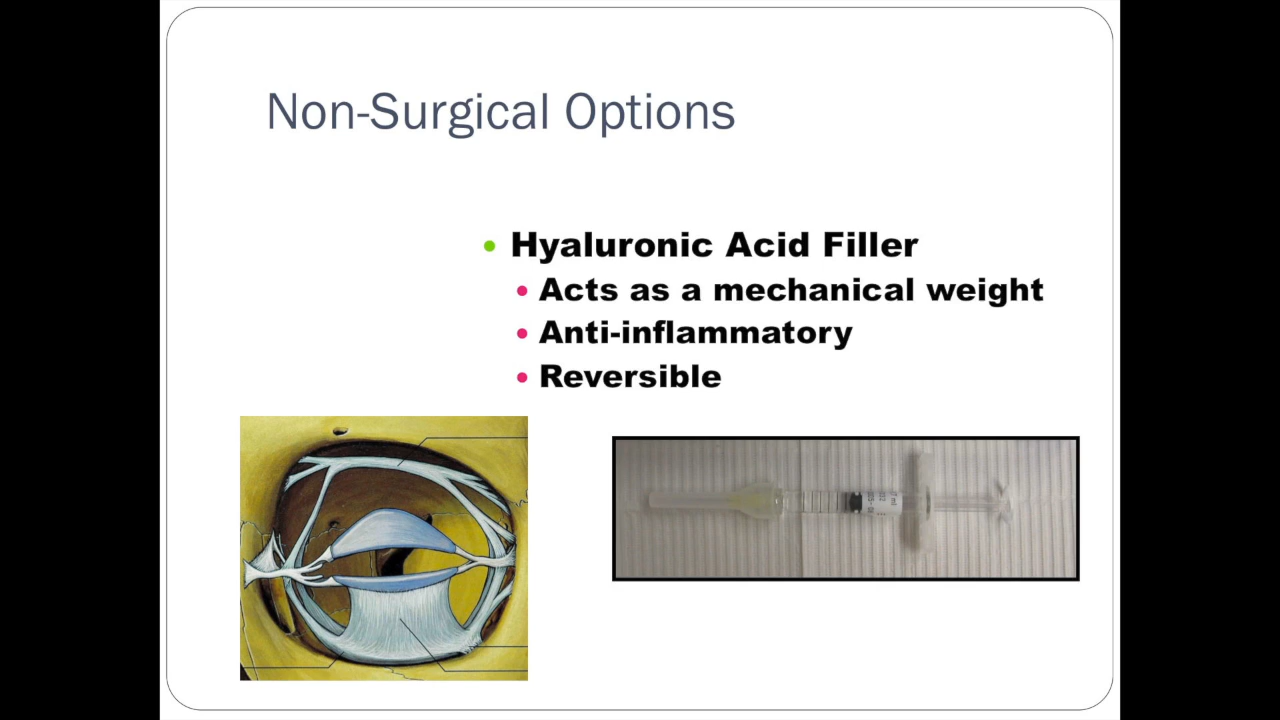 Non-Surgical Options
Hyaluronic Acid Filler
Acts as a mechanical weight
Anti-inflammatory
Reversible